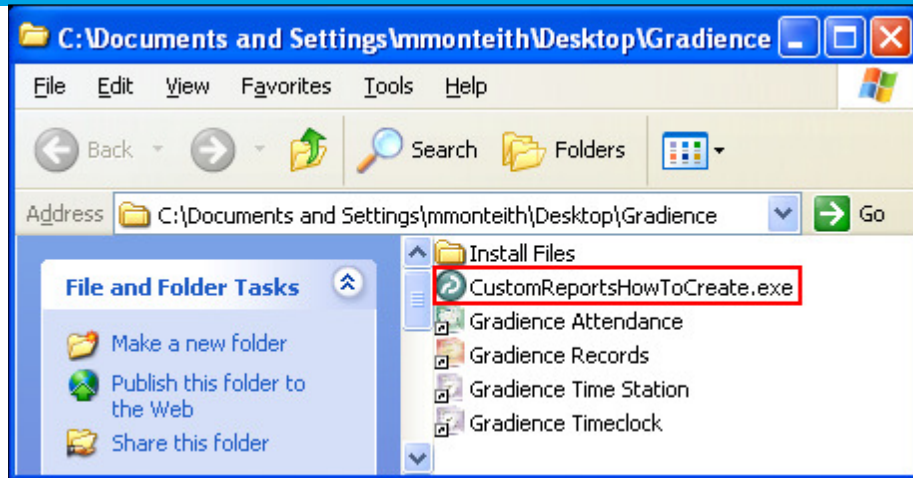 C:\Documents and Settings\mmonteith\Desktop\Gradience
File Edit View Favorites Tools Help
Back Search Folders
Address C:\Documents and Settings\mmonteith\Desktop\Gradience Go
File and Folder Tasks
Make a new folder
Publish this folder to
the Web
Share this folder
Install Files
CustomReportsHowToCreate.exe
Gradience Attendance
Gradience Records
Gradience Time Station
Gradience Timeclock